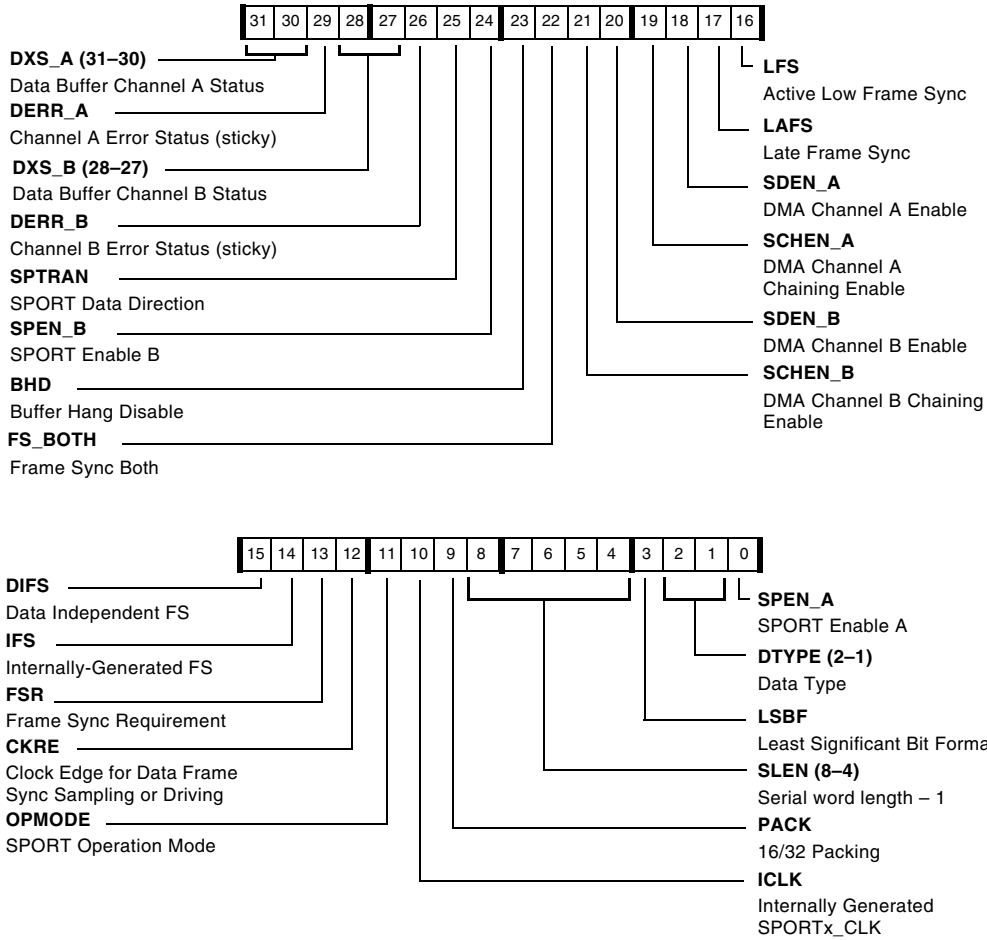 31 30 29 28 27 26 25 24 23 22 21 20 19 18 17 16
DXS_A (31–30)
Data Buffer Channel A Status
DERR_A
Channel A Error Status (sticky)
DXS_B (28–27)
Data Buffer Channel B Status
DERR_B
Channel B Error Status (sticky)
SPTRAN
SPORT Data Direction
SPEN_B
SPORT Enable B
BHD
Buffer Hang Disable
FS_BOTH
Frame Sync Both
LFS
Active Low Frame Sync
LAFS
Late Frame Sync
SDEN_A
DMA Channel A Enable
SCHEN_A
DMA Channel A
Chaining Enable
SDEN_B
DMA Channel B Enable
SCHEN_B
DMA Channel B Chaining
Enable
15 14 13 12 11 10 9 8 7 6 5 4 3 2 1 0
DIFS
Data Independent FS
IFS
Internally-Generated FS
FSR
Frame Sync Requirement
CKRE
Clock Edge for Data Frame
Sync Sampling or Driving
OPMODE
SPORT Operation Mode
SPEN_A
SPORT Enable A
DTYPE (2–1)
Data Type
LSBF
Least Significant Bit Forma
SLEN (8–4)
Serial word length – 1
PACK
16/32 Packing
ICLK
Internally Generated
SPORTx_CLK